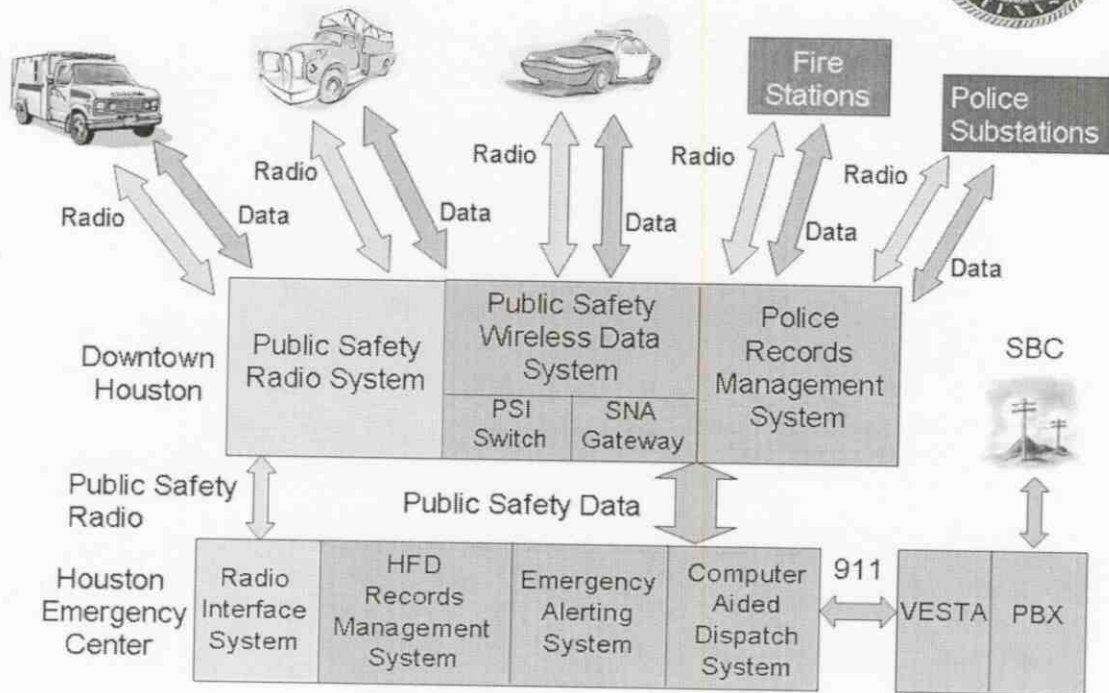 Fire
Stations
Police
Substations
Radio
Data
Radio
Data
Radio
Data
Radio
Data
Radio
Data
Downtown
Houston
Public Safety
Radio System
Public Safety
Wireless Data
System
PSI
Switch
SNA
Gateway
Police
Records
Management
System
SBC
Public Safety
Radio
Public Safety Data
Houston
Emergency
Center
Radio
Interface
System
HFD
Records
Management
System
Emergency
Alerting
System
Computer
Aided
Dispatch
System
911
VESTA
PBX